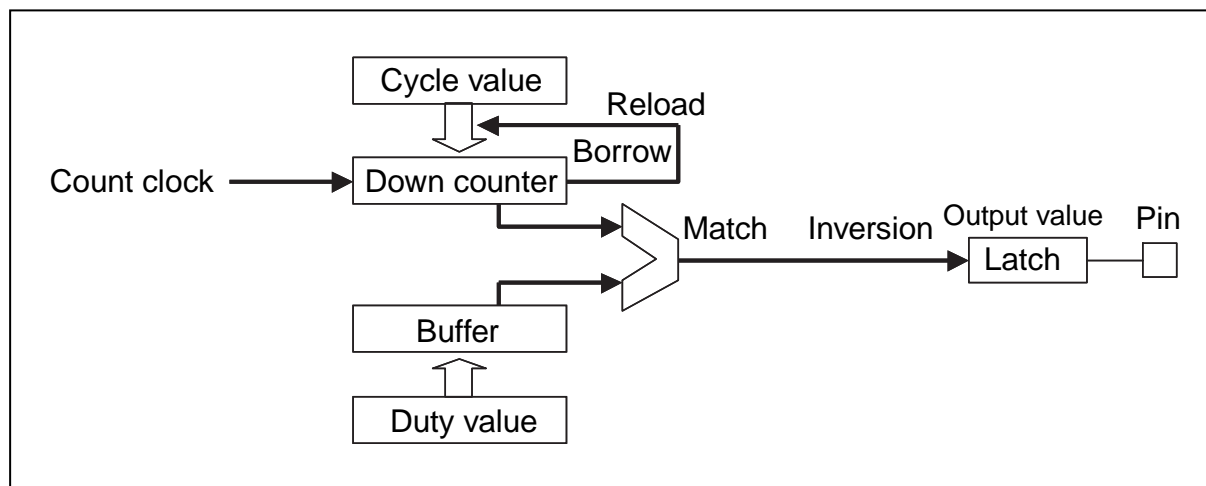 Cycle value
Reload
Borrow
Count clock
Down counter
Match
Inversion
Output value
Pin
Latch
Buffer
Duty value